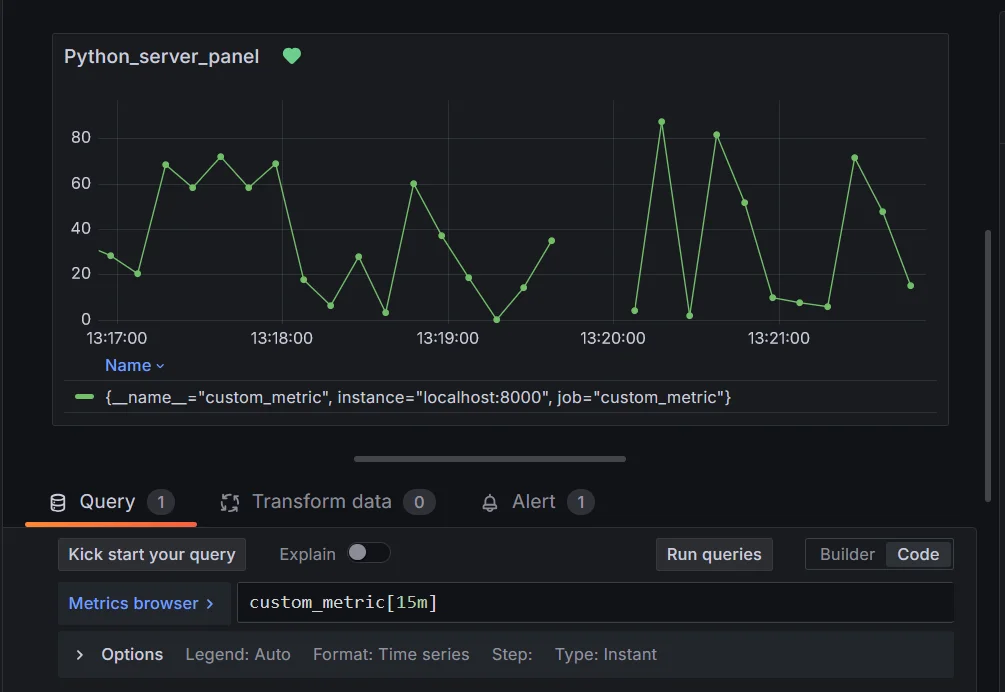 Python_server_panel
80
60
40
20
0
13:17:00 13:18:00 13:19:00 13:20:00 13:21:00
Name
{__name__="custom_metric", instance="localhost:8000", job="custom_metric"}
Query 1 Transform data 0 Alert 1
Kick start your query Explain Run queries Builder Code
Metrics browser > custom_metric[15m]
> Options Legend: Auto Format: Time series Step: Type: Instant